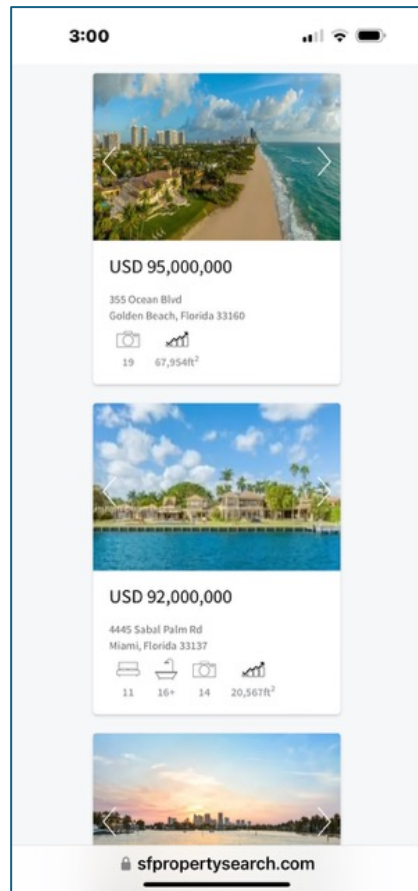 3:00
USD 95,000,000
355 Ocean Blvd
Golden Beach, Florida 33160
19 67,954ft²
USD 92,000,000
4445 Sabal Palm Rd
Miami, Florida 33137
11 16+ 14 20,567ft²
sfpropertysearch.com